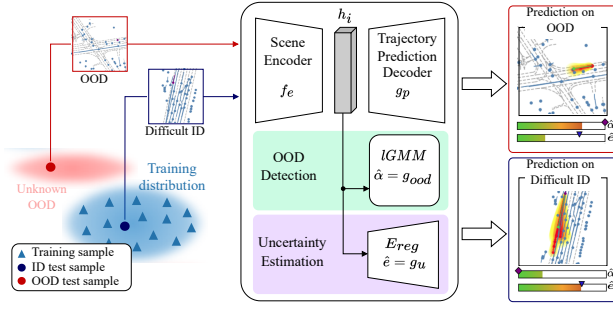 OOD
Difficult ID
Unknown
OOD
Training
distribution
Training sample
ID test sample
OOD test sample
h_i
Scene
Encoder
f_e
Trajectory
Prediction
Decoder
g_p
OOD
Detection
lGMM
α̂ = g_ood
Uncertainty
Estimation
E_reg
ê = g_u
Prediction on
OOD
α̂
ê
Prediction on
Difficult ID
α̂
ê